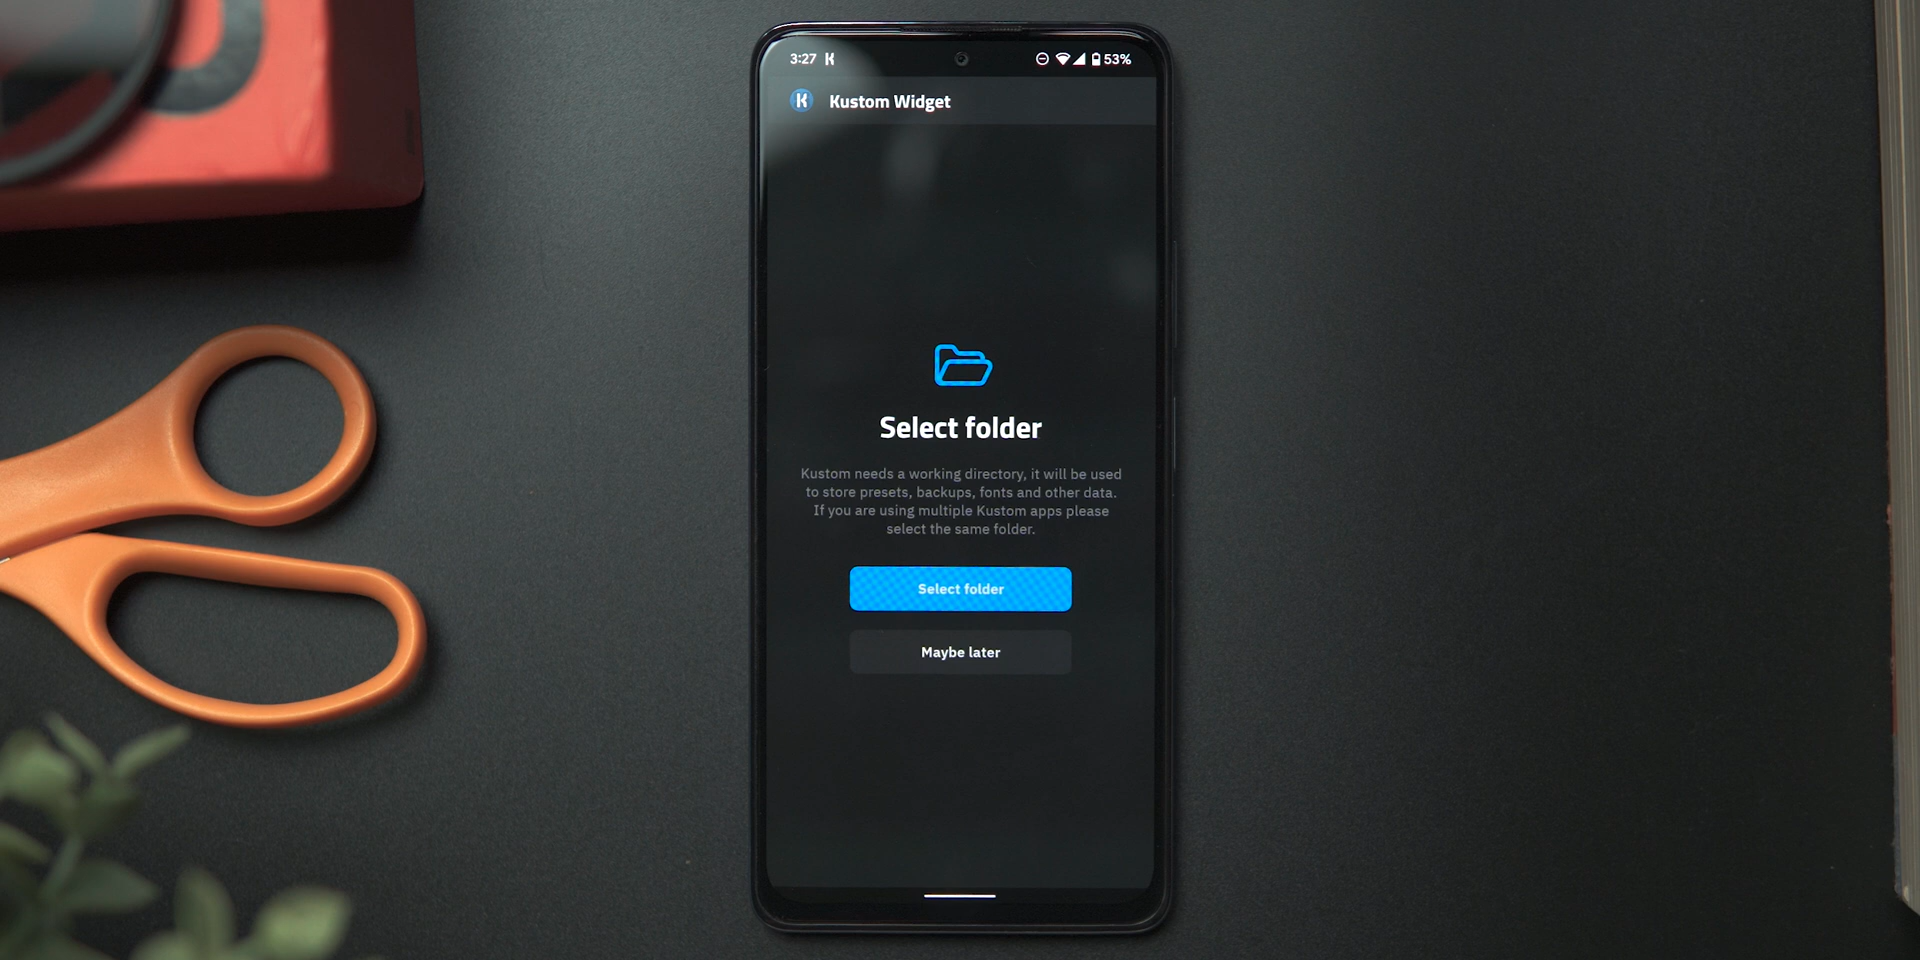 3:27 K 53%
K Kustom Widget
Select folder
Kustom needs a working directory, it will be used
to store presets, backups, fonts and other data.
If you are using multiple Kustom apps please
select the same folder.
Select folder
Maybe later